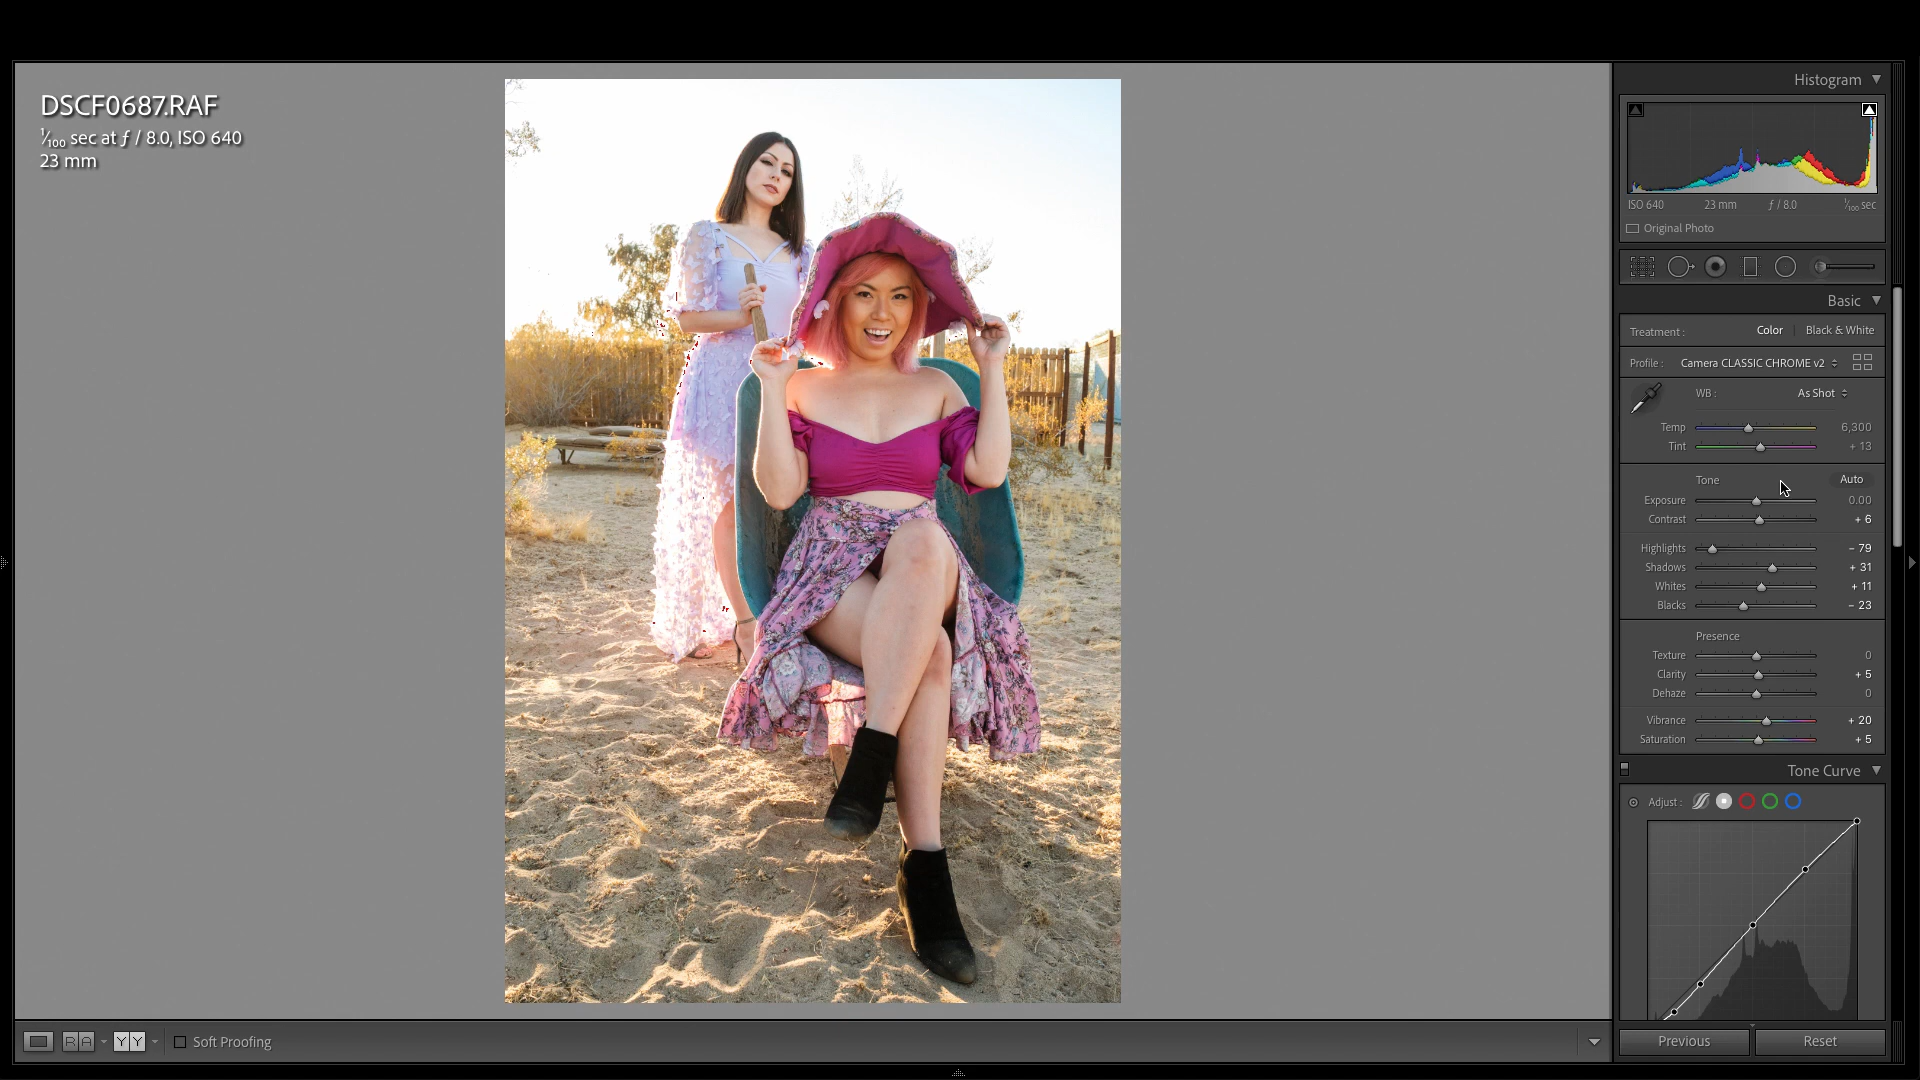 DSCF0687.RAF
1/100 sec at ƒ / 8.0, ISO 640
23 mm
Histogram
ISO 640 23 mm ƒ / 8.0 1/100 sec
Original Photo
Basic
Treatment : Color Black & White
Profile : Camera CLASSIC CHROME v2
WB : As Shot
Temp 6,300
Tint + 13
Tone Auto
Exposure 0.00
Contrast + 6
Highlights − 79
Shadows + 31
Whites + 11
Blacks − 23
Presence
Texture 0
Clarity + 5
Dehaze 0
Vibrance + 20
Saturation + 5
Tone Curve
Adjust :
R A Y Y Soft Proofing
Previous Reset